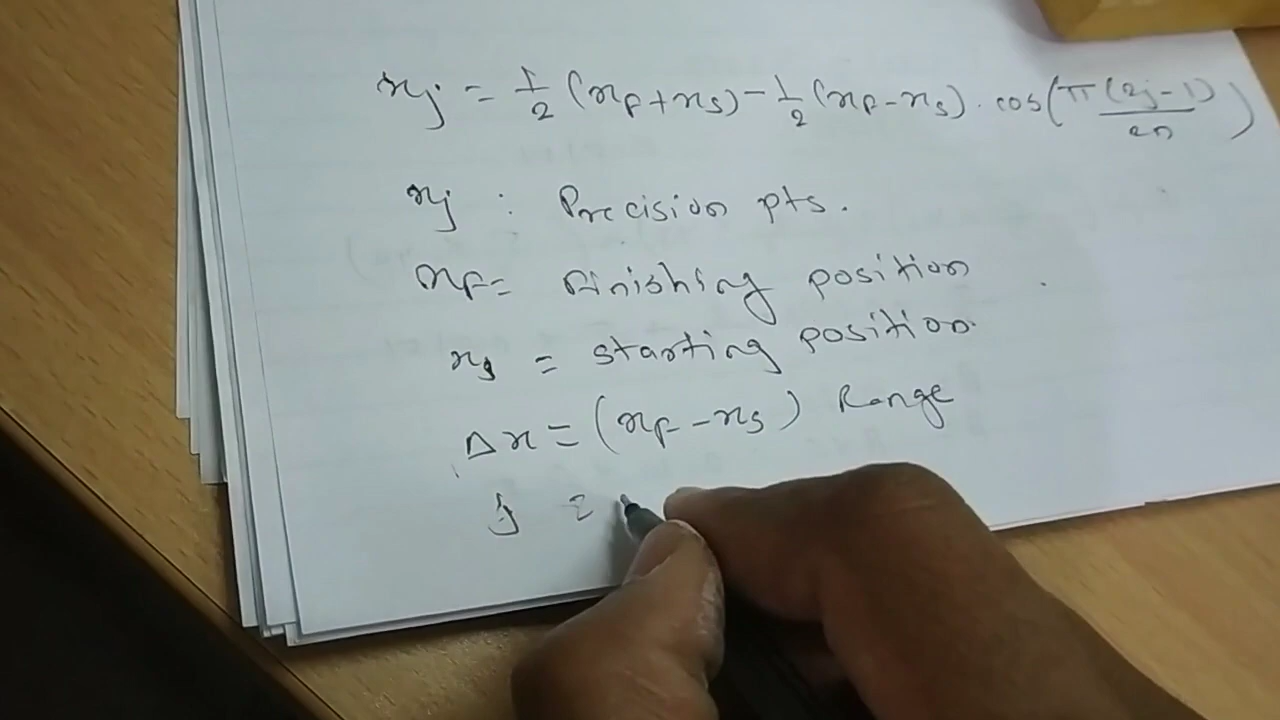 xj = 1/2 (xF + xs) - 1/2 (xF - xs) . cos(π(2j-1)/2n)
xj : Precision pts.
xF = Finishing position
xs = starting position.
Δx = (xF - xs) Range
j =